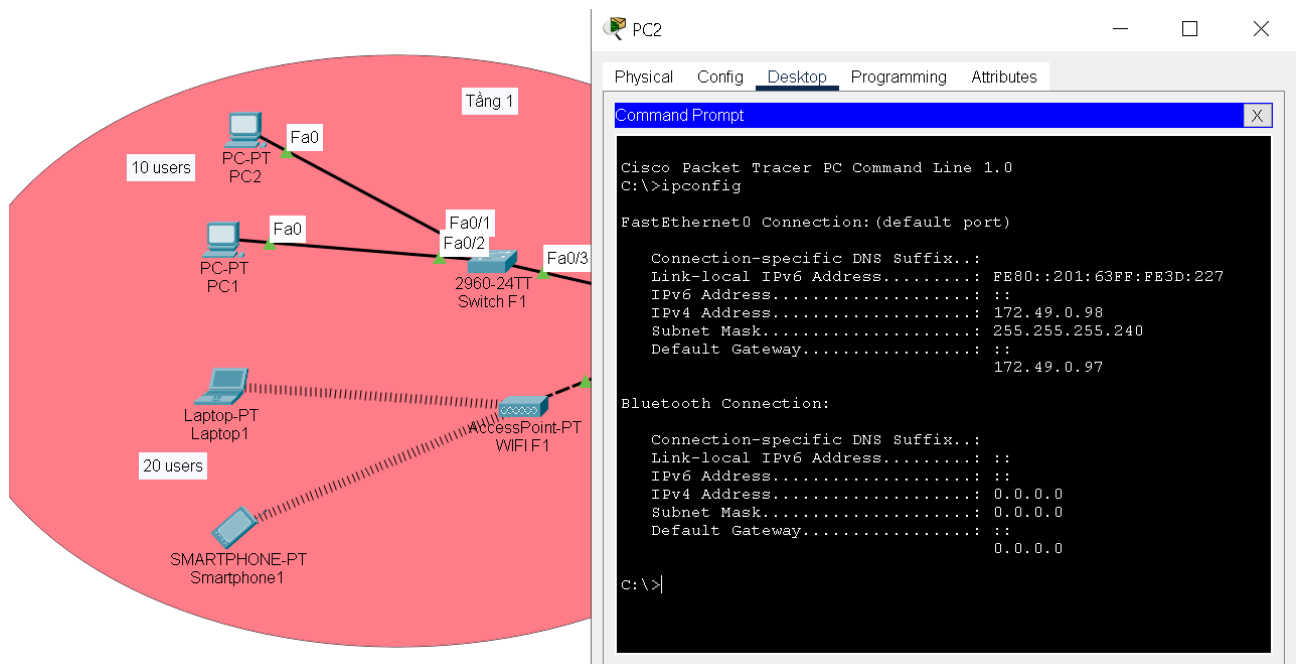 Tầng 1
Fa0
10 users
PC-PT
PC2
Fa0/1
Fa0
Fa0/2
Fa0/3
PC-PT
PC1
2960-24TT
Switch F1
Laptop-PT
Laptop1
AccessPoint-PT
WIFI F1
20 users
SMARTPHONE-PT
Smartphone1
PC2
Physical Config Desktop Programming Attributes
Command Prompt
X
Cisco Packet Tracer PC Command Line 1.0
C:\>ipconfig
FastEthernet0 Connection:(default port)
Connection-specific DNS Suffix..:
Link-local IPv6 Address.........: FE80::201:63FF:FE3D:227
IPv6 Address....................: ::
IPv4 Address....................: 172.49.0.98
Subnet Mask.....................: 255.255.255.240
Default Gateway.................: ::
172.49.0.97
Bluetooth Connection:
Connection-specific DNS Suffix..:
Link-local IPv6 Address.........: ::
IPv6 Address....................: ::
IPv4 Address....................: 0.0.0.0
Subnet Mask.....................: 0.0.0.0
Default Gateway.................: ::
0.0.0.0
C:\>